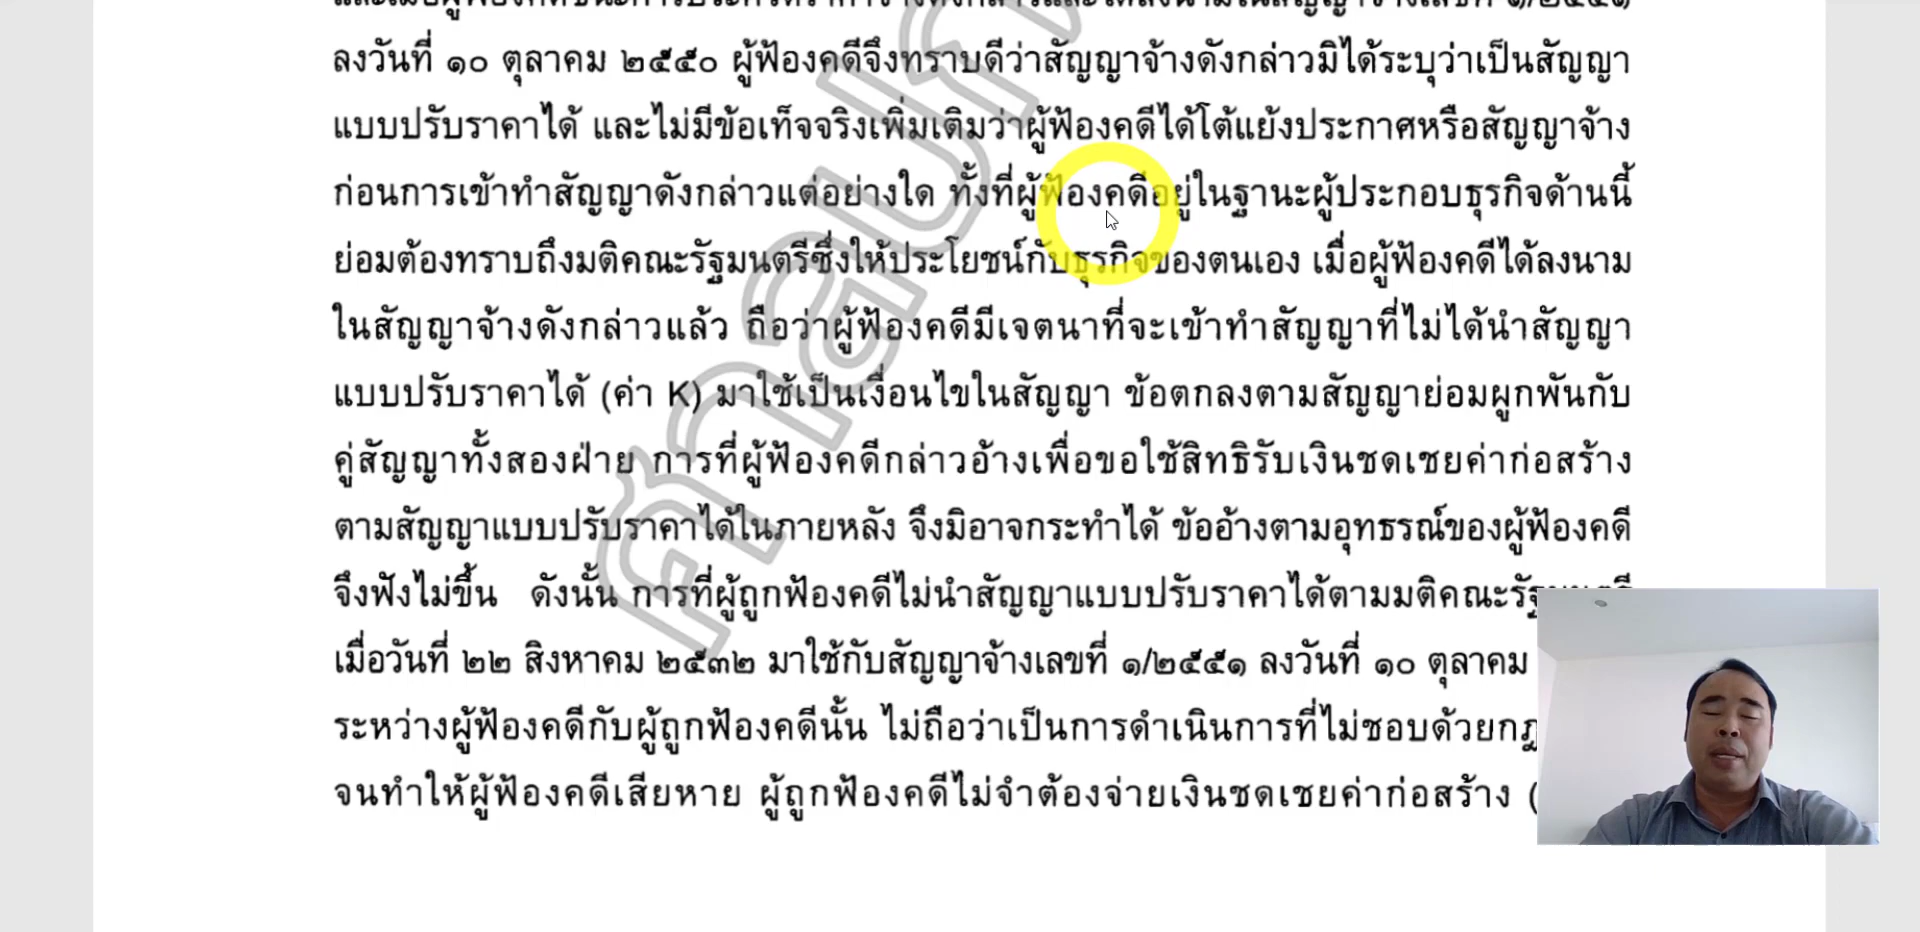 ลงวันที่ ๑๐ ตุลาคม ๒๕๕๐ ผู้ฟ้องคดีจึงทราบดีว่าสัญญาจ้างดังกล่าวมิได้ระบุว่าเป็นสัญญา
แบบปรับราคาได้ และไม่มีข้อเท็จจริงเพิ่มเติมว่าผู้ฟ้องคดีได้โต้แย้งประกาศหรือสัญญาจ้าง
ก่อนการเข้าทำสัญญาดังกล่าวแต่อย่างใด ทั้งที่ผู้ฟ้องคดีอยู่ในฐานะผู้ประกอบธุรกิจด้านนี้
ย่อมต้องทราบถึงมติคณะรัฐมนตรีซึ่งให้ประโยชน์กับธุรกิจของตนเอง เมื่อผู้ฟ้องคดีได้ลงนาม
ในสัญญาจ้างดังกล่าวแล้ว ถือว่าผู้ฟ้องคดีมีเจตนาที่จะเข้าทำสัญญาที่ไม่ได้นำสัญญา
แบบปรับราคาได้ (ค่า K) มาใช้เป็นเงื่อนไขในสัญญา ข้อตกลงตามสัญญาย่อมผูกพันกับ
คู่สัญญาทั้งสองฝ่าย การที่ผู้ฟ้องคดีกล่าวอ้างเพื่อขอใช้สิทธิรับเงินชดเชยค่าก่อสร้าง
ตามสัญญาแบบปรับราคาได้ในภายหลัง จึงมิอาจกระทำได้ ข้ออ้างตามอุทธรณ์ของผู้ฟ้องคดี
จึงฟังไม่ขึ้น ดังนั้น การที่ผู้ถูกฟ้องคดีไม่นำสัญญาแบบปรับราคาได้ตามมติคณะรัฐมนตรี
เมื่อวันที่ ๒๒ สิงหาคม ๒๕๓๒ มาใช้กับสัญญาจ้างเลขที่ ๑/๒๕๕๑ ลงวันที่ ๑๐ ตุลาคม
ระหว่างผู้ฟ้องคดีกับผู้ถูกฟ้องคดีนั้น ไม่ถือว่าเป็นการดำเนินการที่ไม่ชอบด้วยกฎ
จนทำให้ผู้ฟ้องคดีเสียหาย ผู้ถูกฟ้องคดีไม่จำต้องจ่ายเงินชดเชยค่าก่อสร้าง (